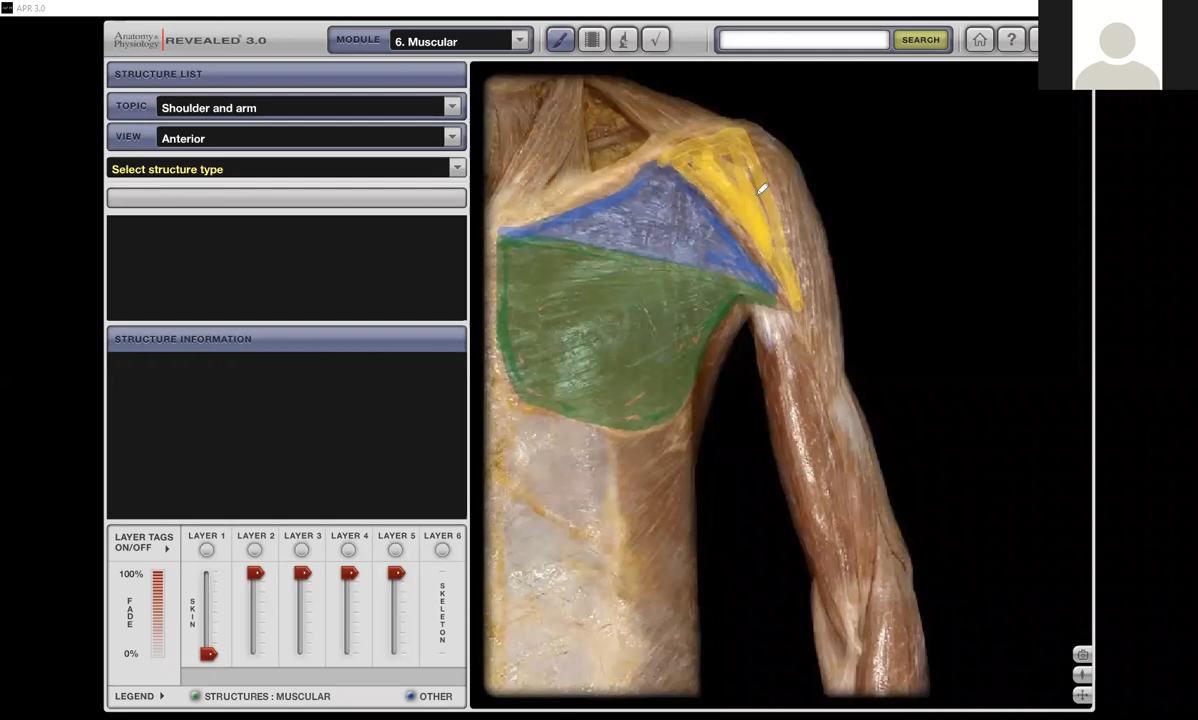 APR 3.0
Anatomy & Physiology REVEALED® 3.0
MODULE 6. Muscular
SEARCH
?
STRUCTURE LIST
TOPIC Shoulder and arm
VIEW Anterior
Select structure type
STRUCTURE INFORMATION
LAYER TAGS ON/OFF
LAYER 1 LAYER 2 LAYER 3 LAYER 4 LAYER 5 LAYER 6
100%
FADE
0%
SKIN
SKELETON
LEGEND STRUCTURES : MUSCULAR OTHER